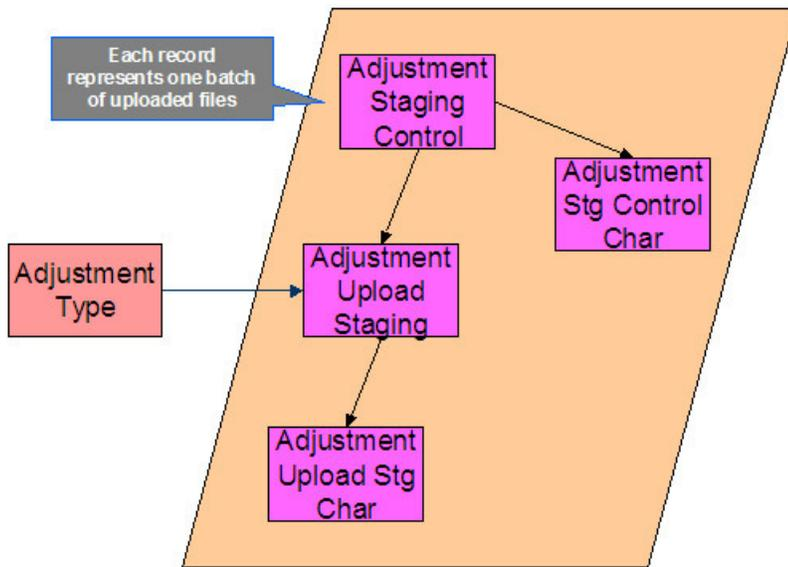 Each record
represents one batch
of uploaded files
Adjustment
Staging
Control
Adjustment
Stg Control
Char
Adjustment
Type
Adjustment
Upload
Staging
Adjustment
Upload Stg
Char